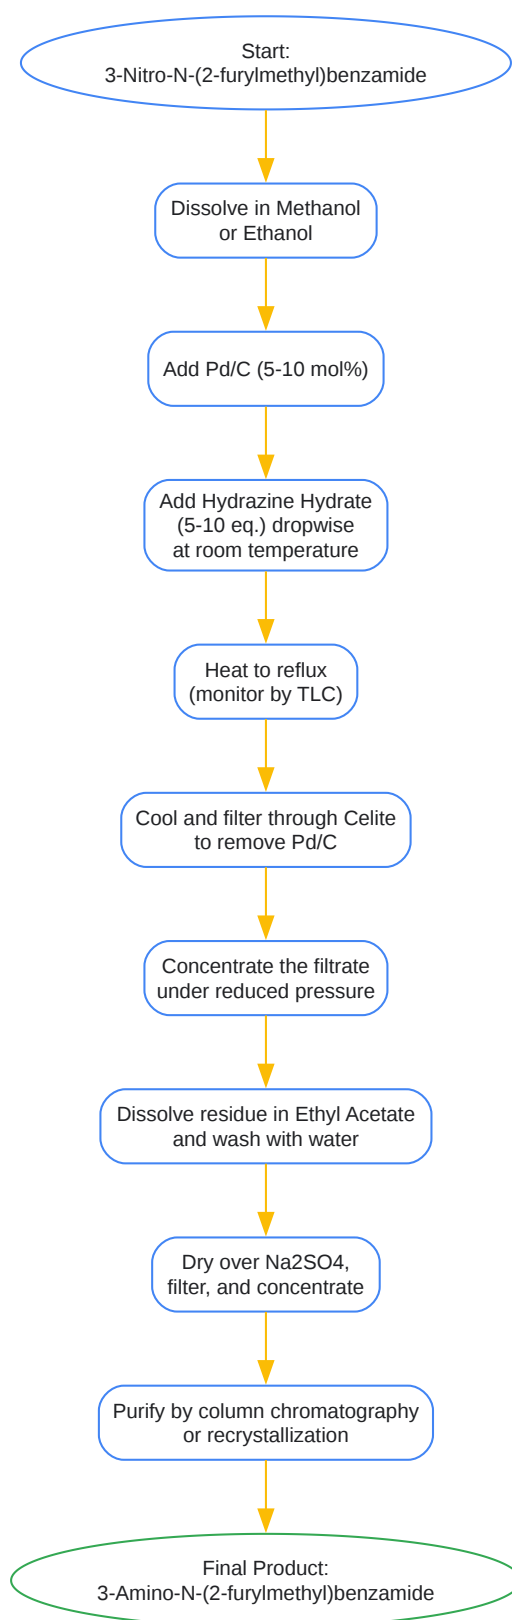 Start:
3-Nitro-N-(2-furylmethyl)benzamide
Dissolve in Methanol
or Ethanol
Add Pd/C (5-10 mol%)
Add Hydrazine Hydrate
(5-10 eq.) dropwise
at room temperature
Heat to reflux
(monitor by TLC)
Cool and filter through Celite
to remove Pd/C
Concentrate the filtrate
under reduced pressure
Dissolve residue in Ethyl Acetate
and wash with water
Dry over Na2SO4,
filter, and concentrate
Purify by column chromatography
or recrystallization
Final Product:
3-Amino-N-(2-furylmethyl)benzamide